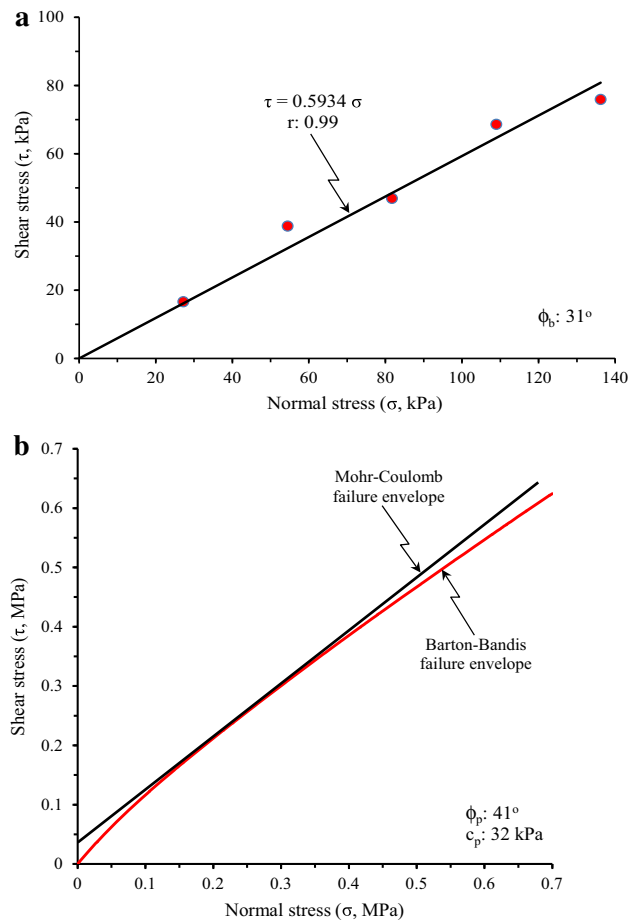 a
100
80
60
40
20
0
Shear stress (τ, kPa)
τ = 0.5934 σ
r: 0.99
ϕb: 31o
0 20 40 60 80 100 120 140
Normal stress (σ, kPa)
b
0.7
0.6
0.5
0.4
0.3
0.2
0.1
0
Shear stress (τ, MPa)
Mohr-Coulomb
failure envelope
Barton-Bandis
failure envelope
ϕp: 41o
cp: 32 kPa
0 0.1 0.2 0.3 0.4 0.5 0.6 0.7
Normal stress (σ, MPa)